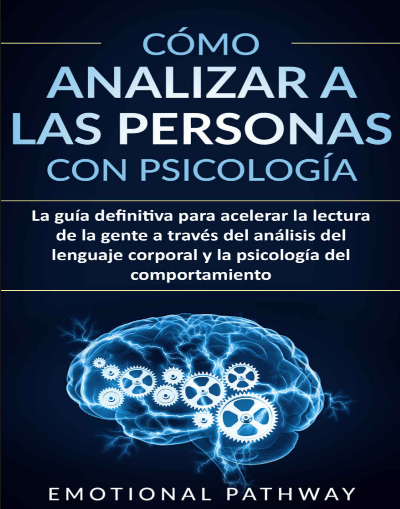 CÓMO
ANALIZAR A
LAS PERSONAS
CON PSICOLOGÍA
La guía definitiva para acelerar la lectura
de la gente a través del análisis del
lenguaje corporal y la psicología del
comportamiento
EMOTIONAL PATHWAY